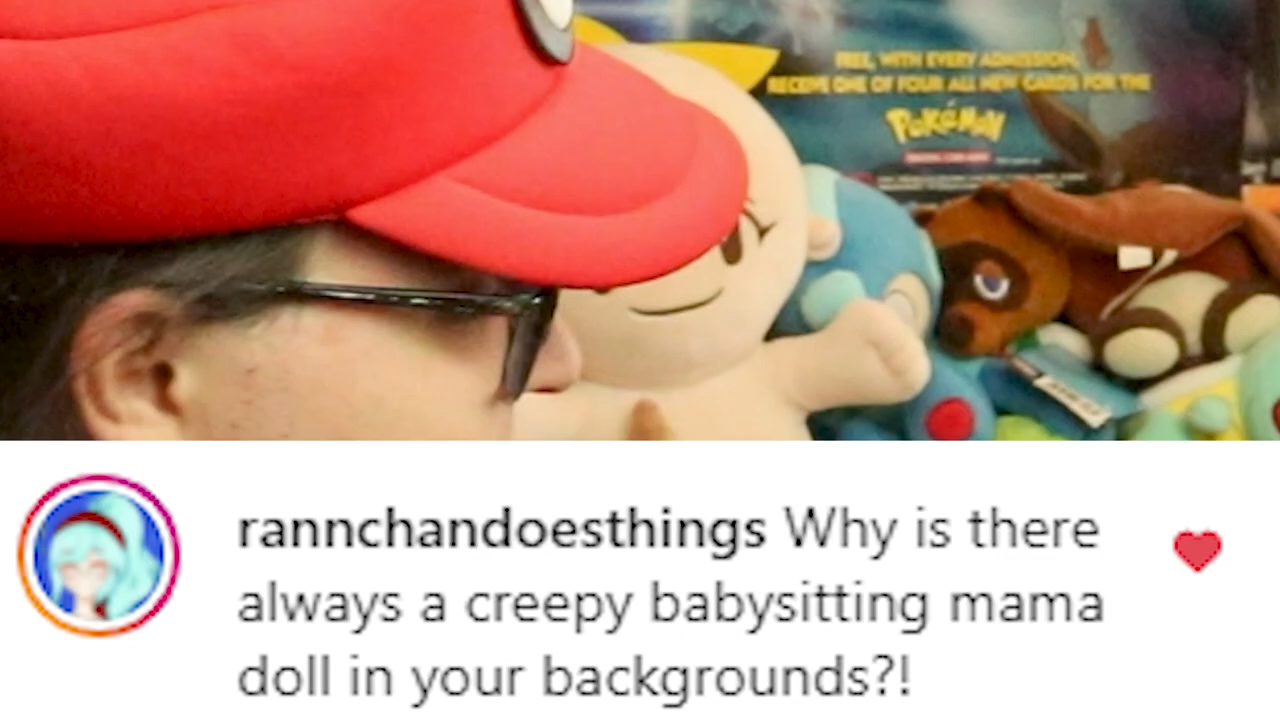 FREE, WITH EVERY ADMISSION,
RECEIVE ONE OF FOUR ALL NEW CARDS FOR THE
POKéMON
rannchandoesthings Why is there
always a creepy babysitting mama
doll in your backgrounds?!